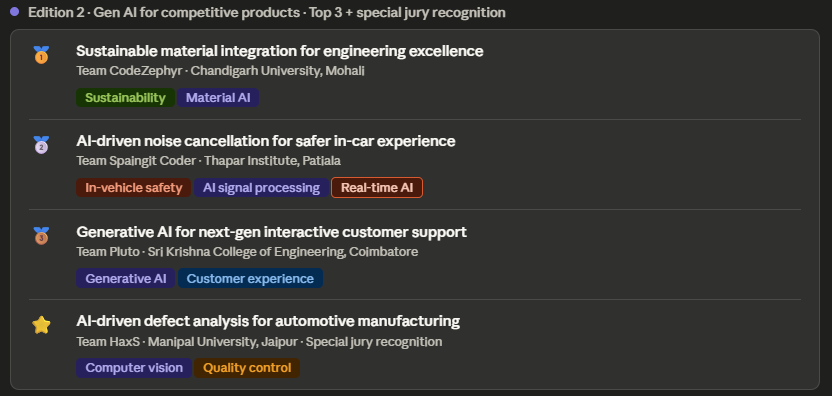 Edition 2 · Gen AI for competitive products · Top 3 + special jury recognition
1
Sustainable material integration for engineering excellence
Team CodeZephyr · Chandigarh University, Mohali
Sustainability Material AI
2
AI-driven noise cancellation for safer in-car experience
Team Spaingit Coder · Thapar Institute, Patiala
In-vehicle safety AI signal processing Real-time AI
3
Generative AI for next-gen interactive customer support
Team Pluto · Sri Krishna College of Engineering, Coimbatore
Generative AI Customer experience
AI-driven defect analysis for automotive manufacturing
Team HaxS · Manipal University, Jaipur · Special jury recognition
Computer vision Quality control